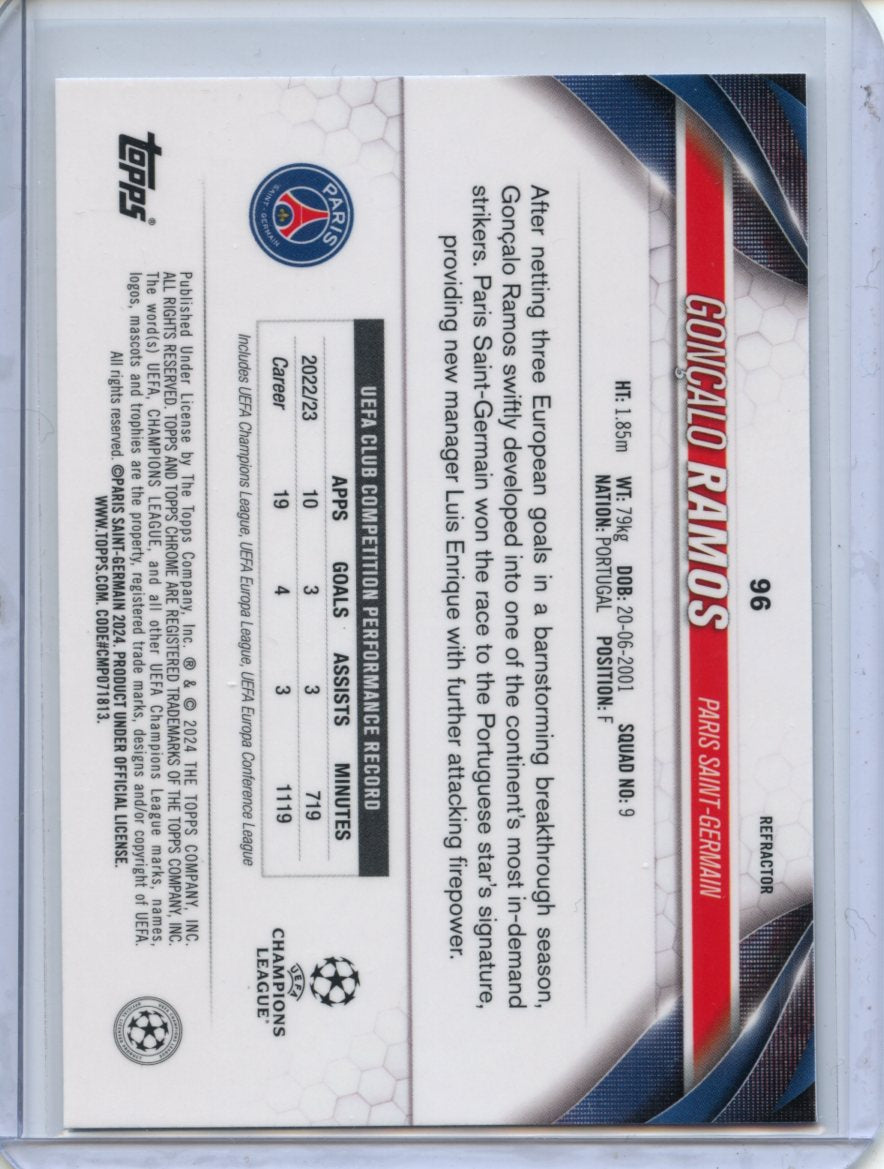 96
REFRACTOR
GONÇALO RAMOS PARIS SAINT-GERMAIN
HT: 1.85m WT: 79kg DOB: 20-06-2001 SQUAD NO: 9
NATION: PORTUGAL POSITION: F
After netting three European goals in a barnstorming breakthrough season,
Gonçalo Ramos swiftly developed into one of the continent's most in-demand
strikers. Paris Saint-Germain won the race to the Portuguese star's signature,
providing new manager Luis Enrique with further attacking firepower.
PARIS
SAINT-GERMAIN
UEFA CLUB COMPETITION PERFORMANCE RECORD
APPS GOALS ASSISTS MINUTES
2022/23 10 3 3 719
Career 19 4 3 1119
Includes UEFA Champions League, UEFA Europa League, UEFA Europa Conference League
UEFA
CHAMPIONS
LEAGUE
topps®
Published Under License by The Topps Company, Inc. ® & © 2024 THE TOPPS COMPANY, INC.
ALL RIGHTS RESERVED. TOPPS AND TOPPS CHROME ARE REGISTERED TRADEMARKS OF THE TOPPS COMPANY, INC.
The word(s) UEFA, CHAMPIONS LEAGUE, and all other UEFA Champions League marks, names,
logos, mascots and trophies are the property, registered trade marks, designs and/or copyright of UEFA.
All rights reserved. ©PARIS SAINT-GERMAIN 2024. PRODUCT UNDER OFFICIAL LICENSE.
WWW.TOPPS.COM. CODE#CMP071813.